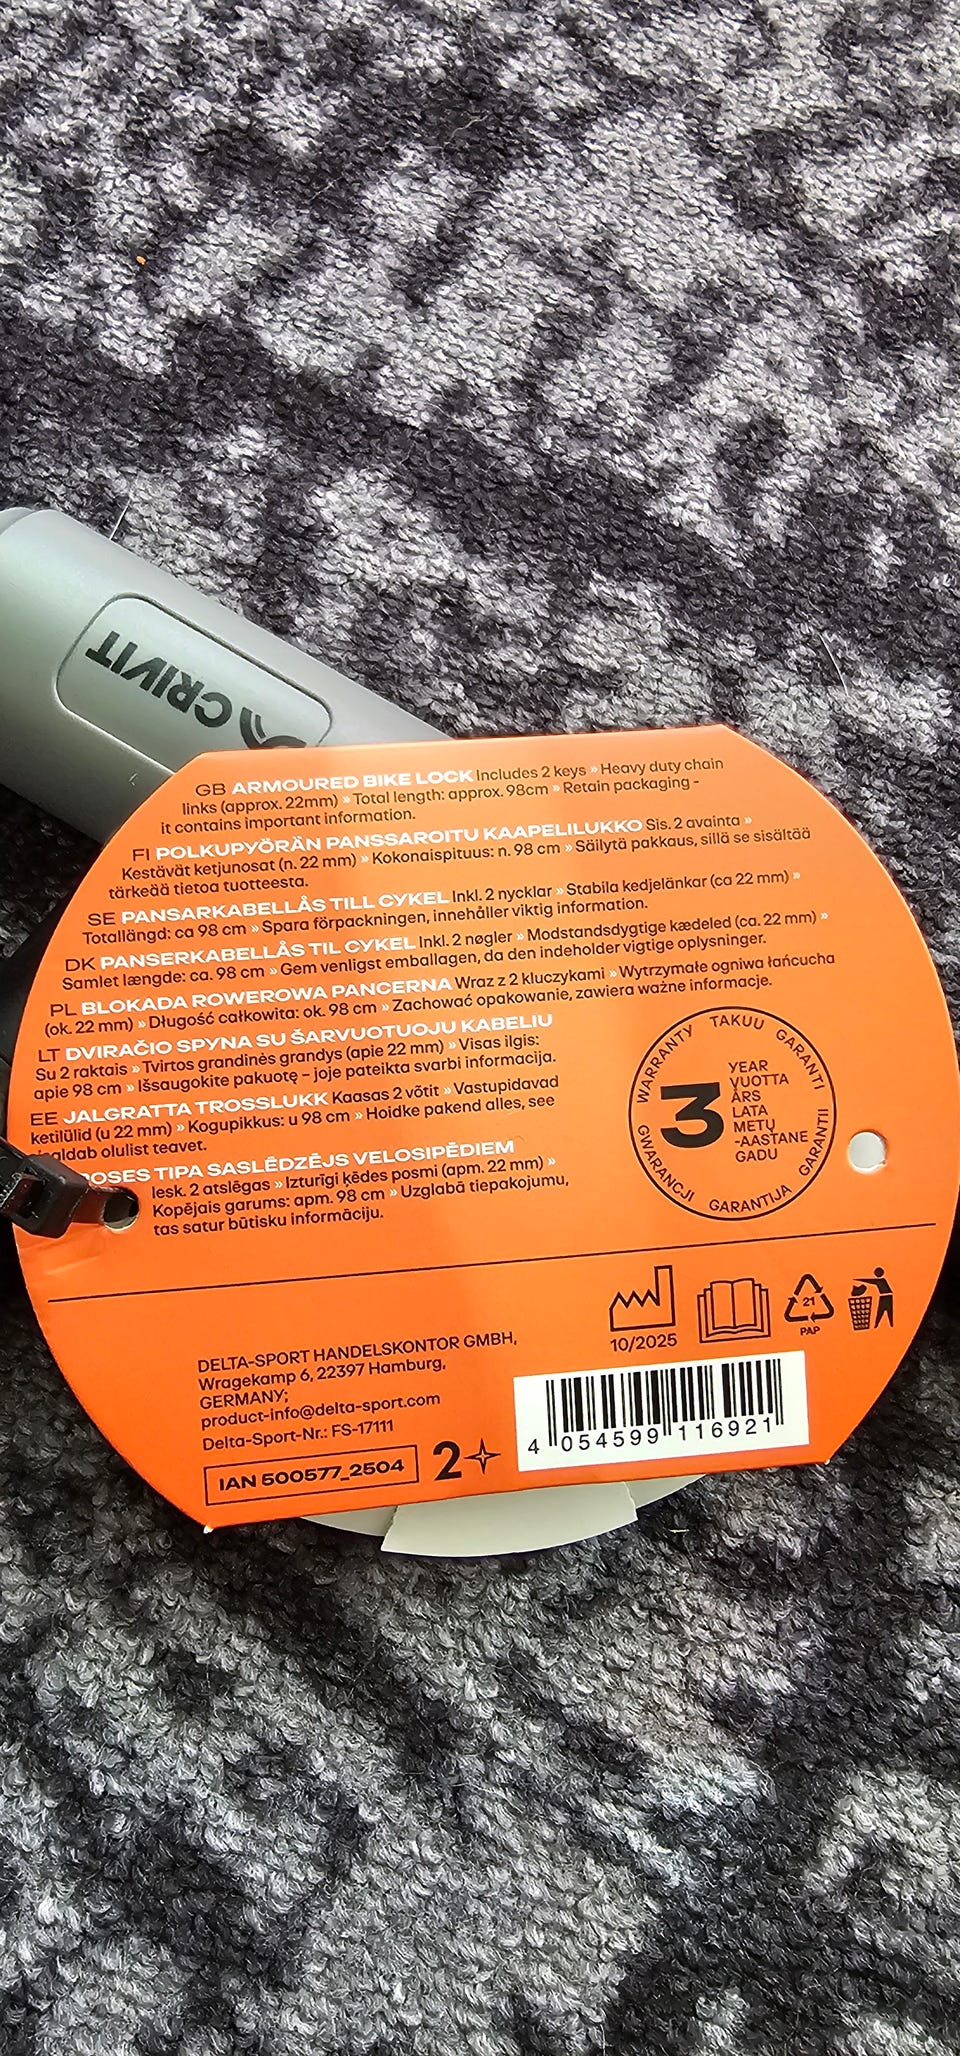 CRIVIT
GB ARMOURED BIKE LOCK Includes 2 keys » Heavy duty chain
links (approx. 22mm) » Total length: approx. 98cm » Retain packaging -
it contains important information.
FI POLKUPYÖRÄN PANSSAROITU KAAPELILUKKO Sis. 2 avainta »
Kestävät ketjunosat (n. 22 mm) » Kokonaispituus: n. 98 cm » Säilytä pakkaus, sillä se sisältää
tärkeää tietoa tuotteesta.
SE PANSARKABELLÅS TILL CYKEL Inkl. 2 nycklar » Stabila kedjelänkar (ca 22 mm) »
Totallängd: ca 98 cm » Spara förpackningen, innehåller viktig information.
DK PANSERKABELLÅS TIL CYKEL Inkl. 2 nøgler » Modstandsdygtige kædeled (ca. 22 mm) »
Samlet længde: ca. 98 cm » Gem venligst emballagen, da den indeholder vigtige oplysninger.
PL BLOKADA ROWEROWA PANCERNA Wraz z 2 kluczykami » Wytrzymałe ogniwa łańcucha
(ok. 22 mm) » Długość całkowita: ok. 98 cm » Zachować opakowanie, zawiera ważne informacje.
LT DVIRAČIO SPYNA SU ŠARVUOTUOJU KABELIU
Su 2 raktais » Tvirtos grandinės grandys (apie 22 mm) » Visas ilgis:
apie 98 cm » Išsaugokite pakuotę – joje pateikta svarbi informacija.
EE JALGRATTA TROSSLUKK Kaasas 2 võtit » Vastupidavad
ketilülid (u 22 mm) » Kogupikkus: u 98 cm » Hoidke pakend alles, see
olulist teavet.
TIPA SASLĒDZĒJS VELOSIPĒDIEM
Iesk. 2 atslēgas » Izturīgi ķēdes posmi (apm. 22 mm) »
Kopējais garums: apm. 98 cm » Uzglabā tiepakojumu,
tas satur būtisku informāciju.
WARRANTY TAKUU GARANTI
GARANTII GARANTIJA GWARANCJI
3
YEAR
VUOTTA
ÅRS
LATA
METŲ
-AASTANE
GADU
10/2025
21
PAP
DELTA-SPORT HANDELSKONTOR GMBH,
Wragekamp 6, 22397 Hamburg,
GERMANY;
product-info@delta-sport.com
Delta-Sport-Nr.: FS-17111
IAN 500577_2504
2
4 054599 116921